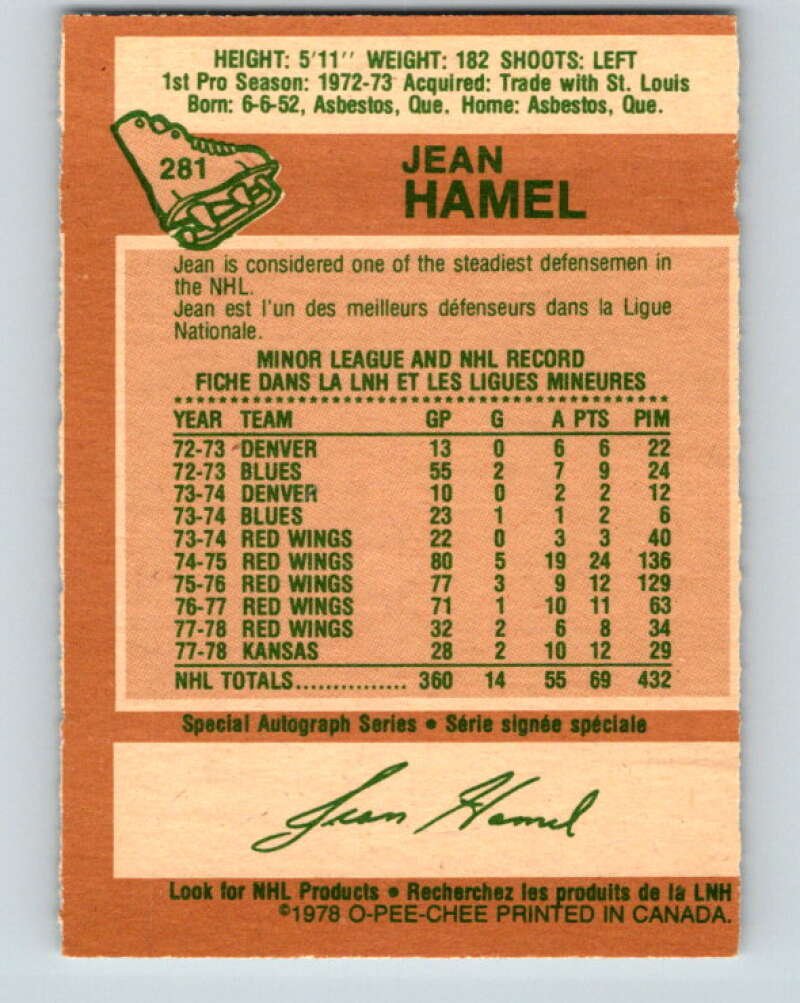 HEIGHT: 5'11'' WEIGHT: 182 SHOOTS: LEFT
1st Pro Season: 1972-73 Acquired: Trade with St. Louis
Born: 6-6-52, Asbestos, Que. Home: Asbestos, Que.
281
JEAN
HAMEL
Jean is considered one of the steadiest defensemen in
the NHL.
Jean est l'un des meilleurs défenseurs dans la Ligue
Nationale.
MINOR LEAGUE AND NHL RECORD
FICHE DANS LA LNH ET LES LIGUES MINEURES
YEAR TEAM GP G A PTS PIM
72-73 DENVER 13 0 6 6 22
72-73 BLUES 55 2 7 9 24
73-74 DENVER 10 0 2 2 12
73-74 BLUES 23 1 1 2 6
73-74 RED WINGS 22 0 3 3 40
74-75 RED WINGS 80 5 19 24 136
75-76 RED WINGS 77 3 9 12 129
76-77 RED WINGS 71 1 10 11 63
77-78 RED WINGS 32 2 6 8 34
77-78 KANSAS 28 2 10 12 29
NHL TOTALS............... 360 14 55 69 432
Special Autograph Series • Série signée spéciale
Jean Hamel
Look for NHL Products • Recherchez les produits de la LNH
©1978 O-PEE-CHEE PRINTED IN CANADA.